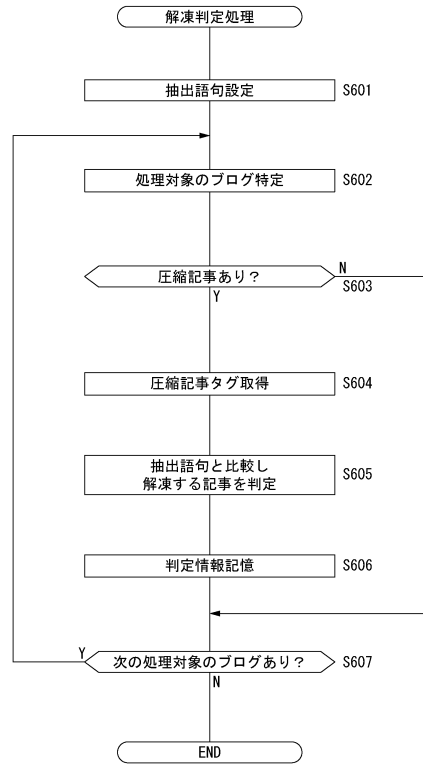 解凍判定処理
抽出語句設定 S601
処理対象のブログ特定 S602
圧縮記事あり？ N
S603
Y
圧縮記事タグ取得 S604
抽出語句と比較し
解凍する記事を判定 S605
判定情報記憶 S606
Y 次の処理対象のブログあり？ S607
N
END